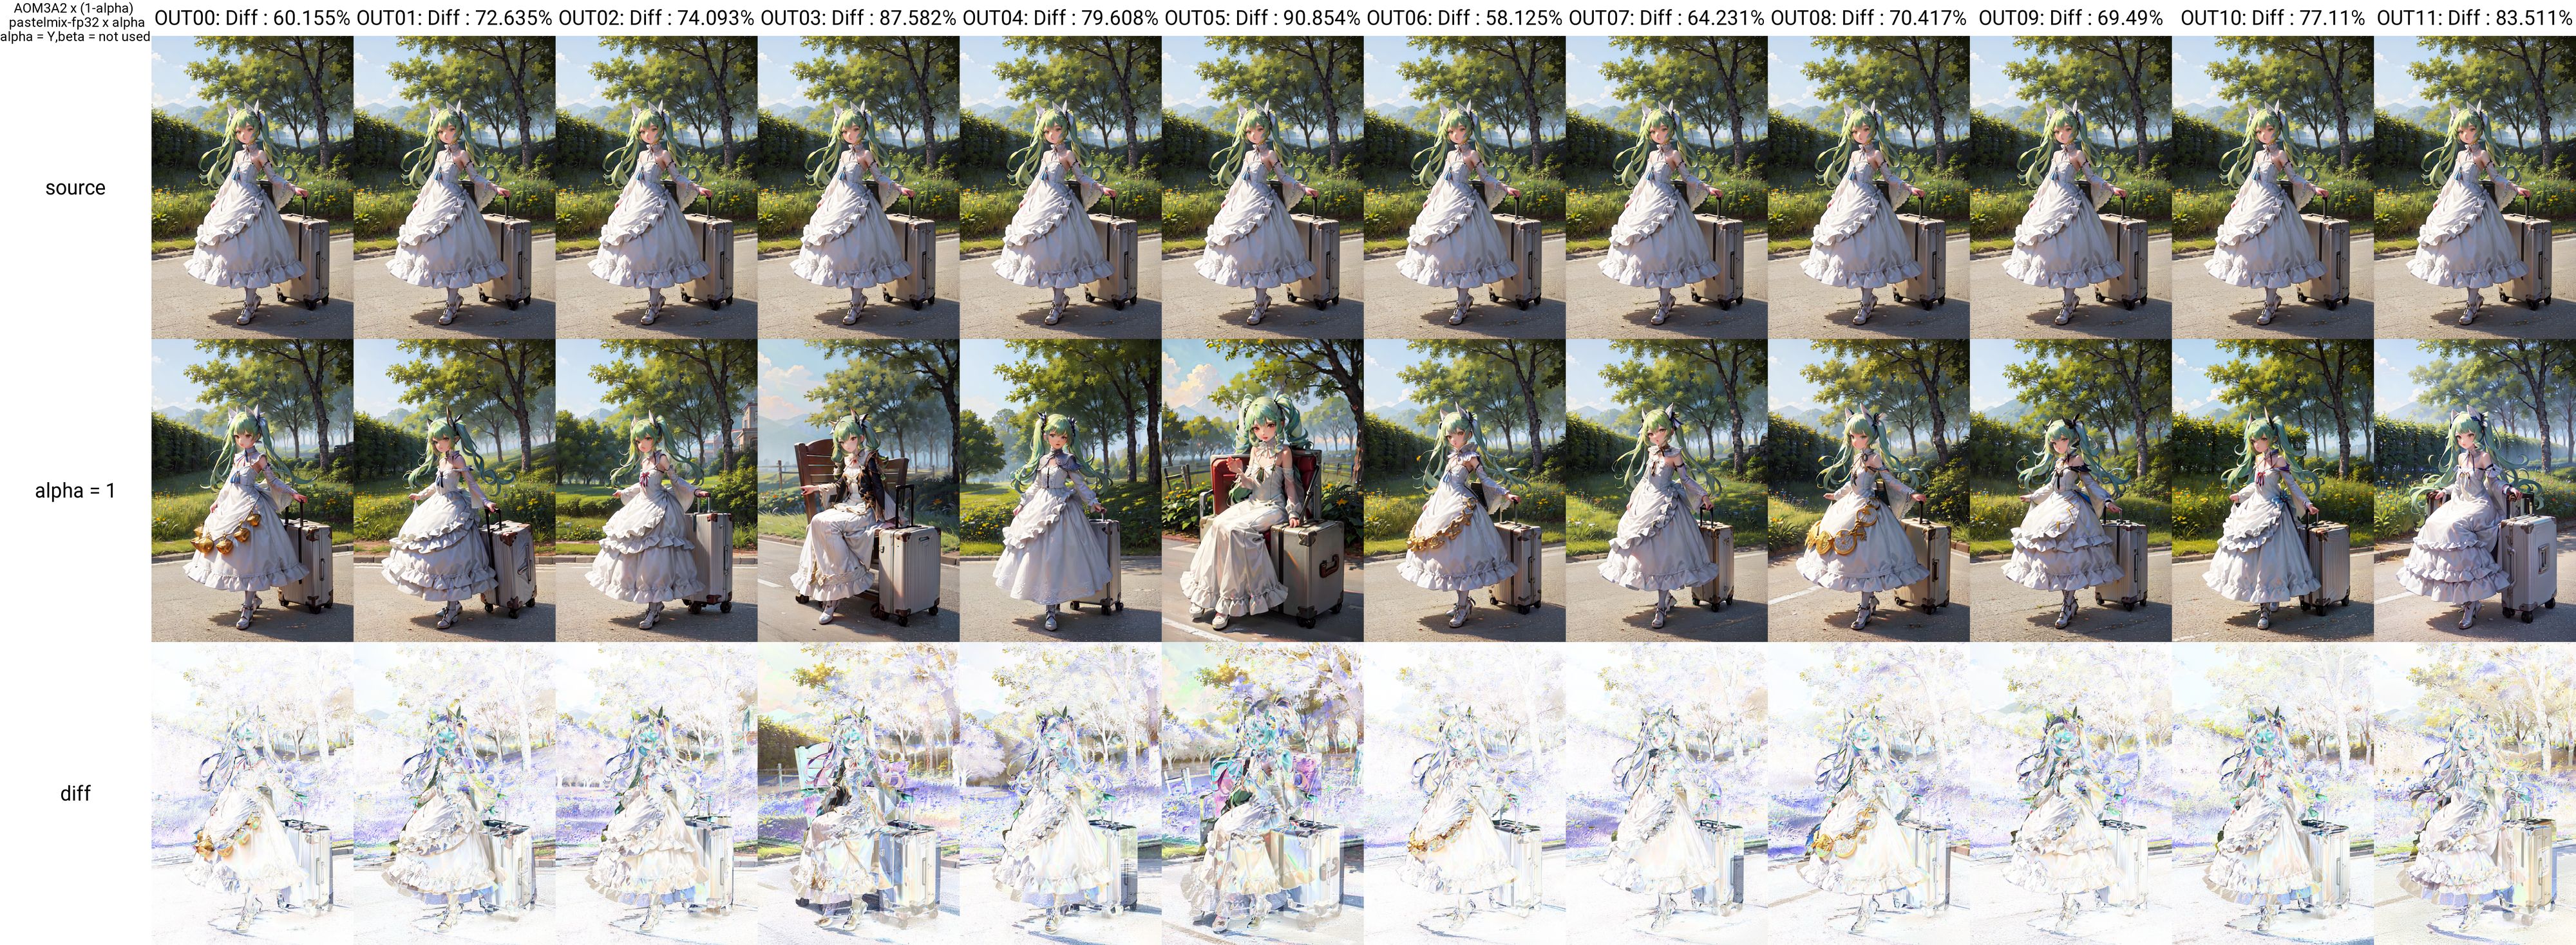 AOM3A2 x (1-alpha)
pastelmix-fp32 x alpha
alpha = Y,beta = not used
OUT00: Diff : 60.155%
OUT01: Diff : 72.635%
OUT02: Diff : 74.093%
OUT03: Diff : 87.582%
OUT04: Diff : 79.608%
OUT05: Diff : 90.854%
OUT06: Diff : 58.125%
OUT07: Diff : 64.231%
OUT08: Diff : 70.417%
OUT09: Diff : 69.49%
OUT10: Diff : 77.11%
OUT11: Diff : 83.511%
source
alpha = 1
diff